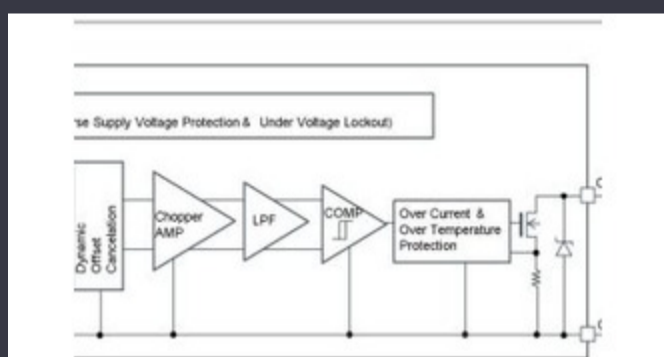 se Supply Voltage Protection & Under Voltage Lockout)
Dynamic
Offset
Cancelation
Chopper
AMP
LPF
COMP
Over Current &
Over Temperature
Protection